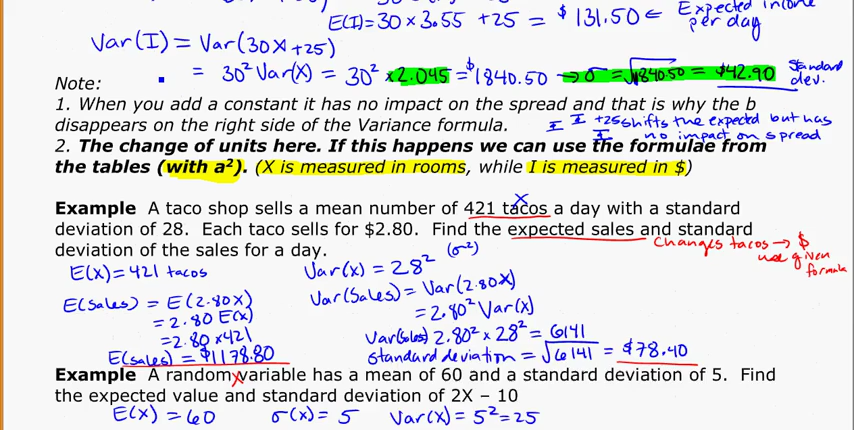 E(I)=30 × 3.55 +25 = $131.50 ← Expected income per day
Var(I) = Var(30X+25)
= 30² Var(X) = 30² × 2.045 = $1840.50 → σ = √1840.50 = $42.90 Standard dev.
Note:
1. When you add a constant it has no impact on the spread and that is why the b
disappears on the right side of the Variance formula.
+25 shifts the expected but has
no impact on spread
2. The change of units here. If this happens we can use the formulae from
the tables (with a²). (X is measured in rooms, while I is measured in $)
X
Example A taco shop sells a mean number of 421 tacos a day with a standard
deviation of 28. Each taco sells for $2.80. Find the expected sales and standard
deviation of the sales for a day.
Changes tacos → $
use given
formula
(σ²)
E(X)=421 tacos
Var(X) = 28²
E(Sales) = E(2.80X)
= 2.80 E(X)
= 2.80 × 421
E(sales) = $1178.80
Var(Sales) = Var(2.80X)
= 2.80² Var(X)
Var(Sales) 2.80² × 28² = 6141
standard deviation = √6141 = $78.40
Example A random X variable has a mean of 60 and a standard deviation of 5. Find
the expected value and standard deviation of 2X – 10
E(X) = 60 σ(X) = 5 Var(X) = 5² = 25